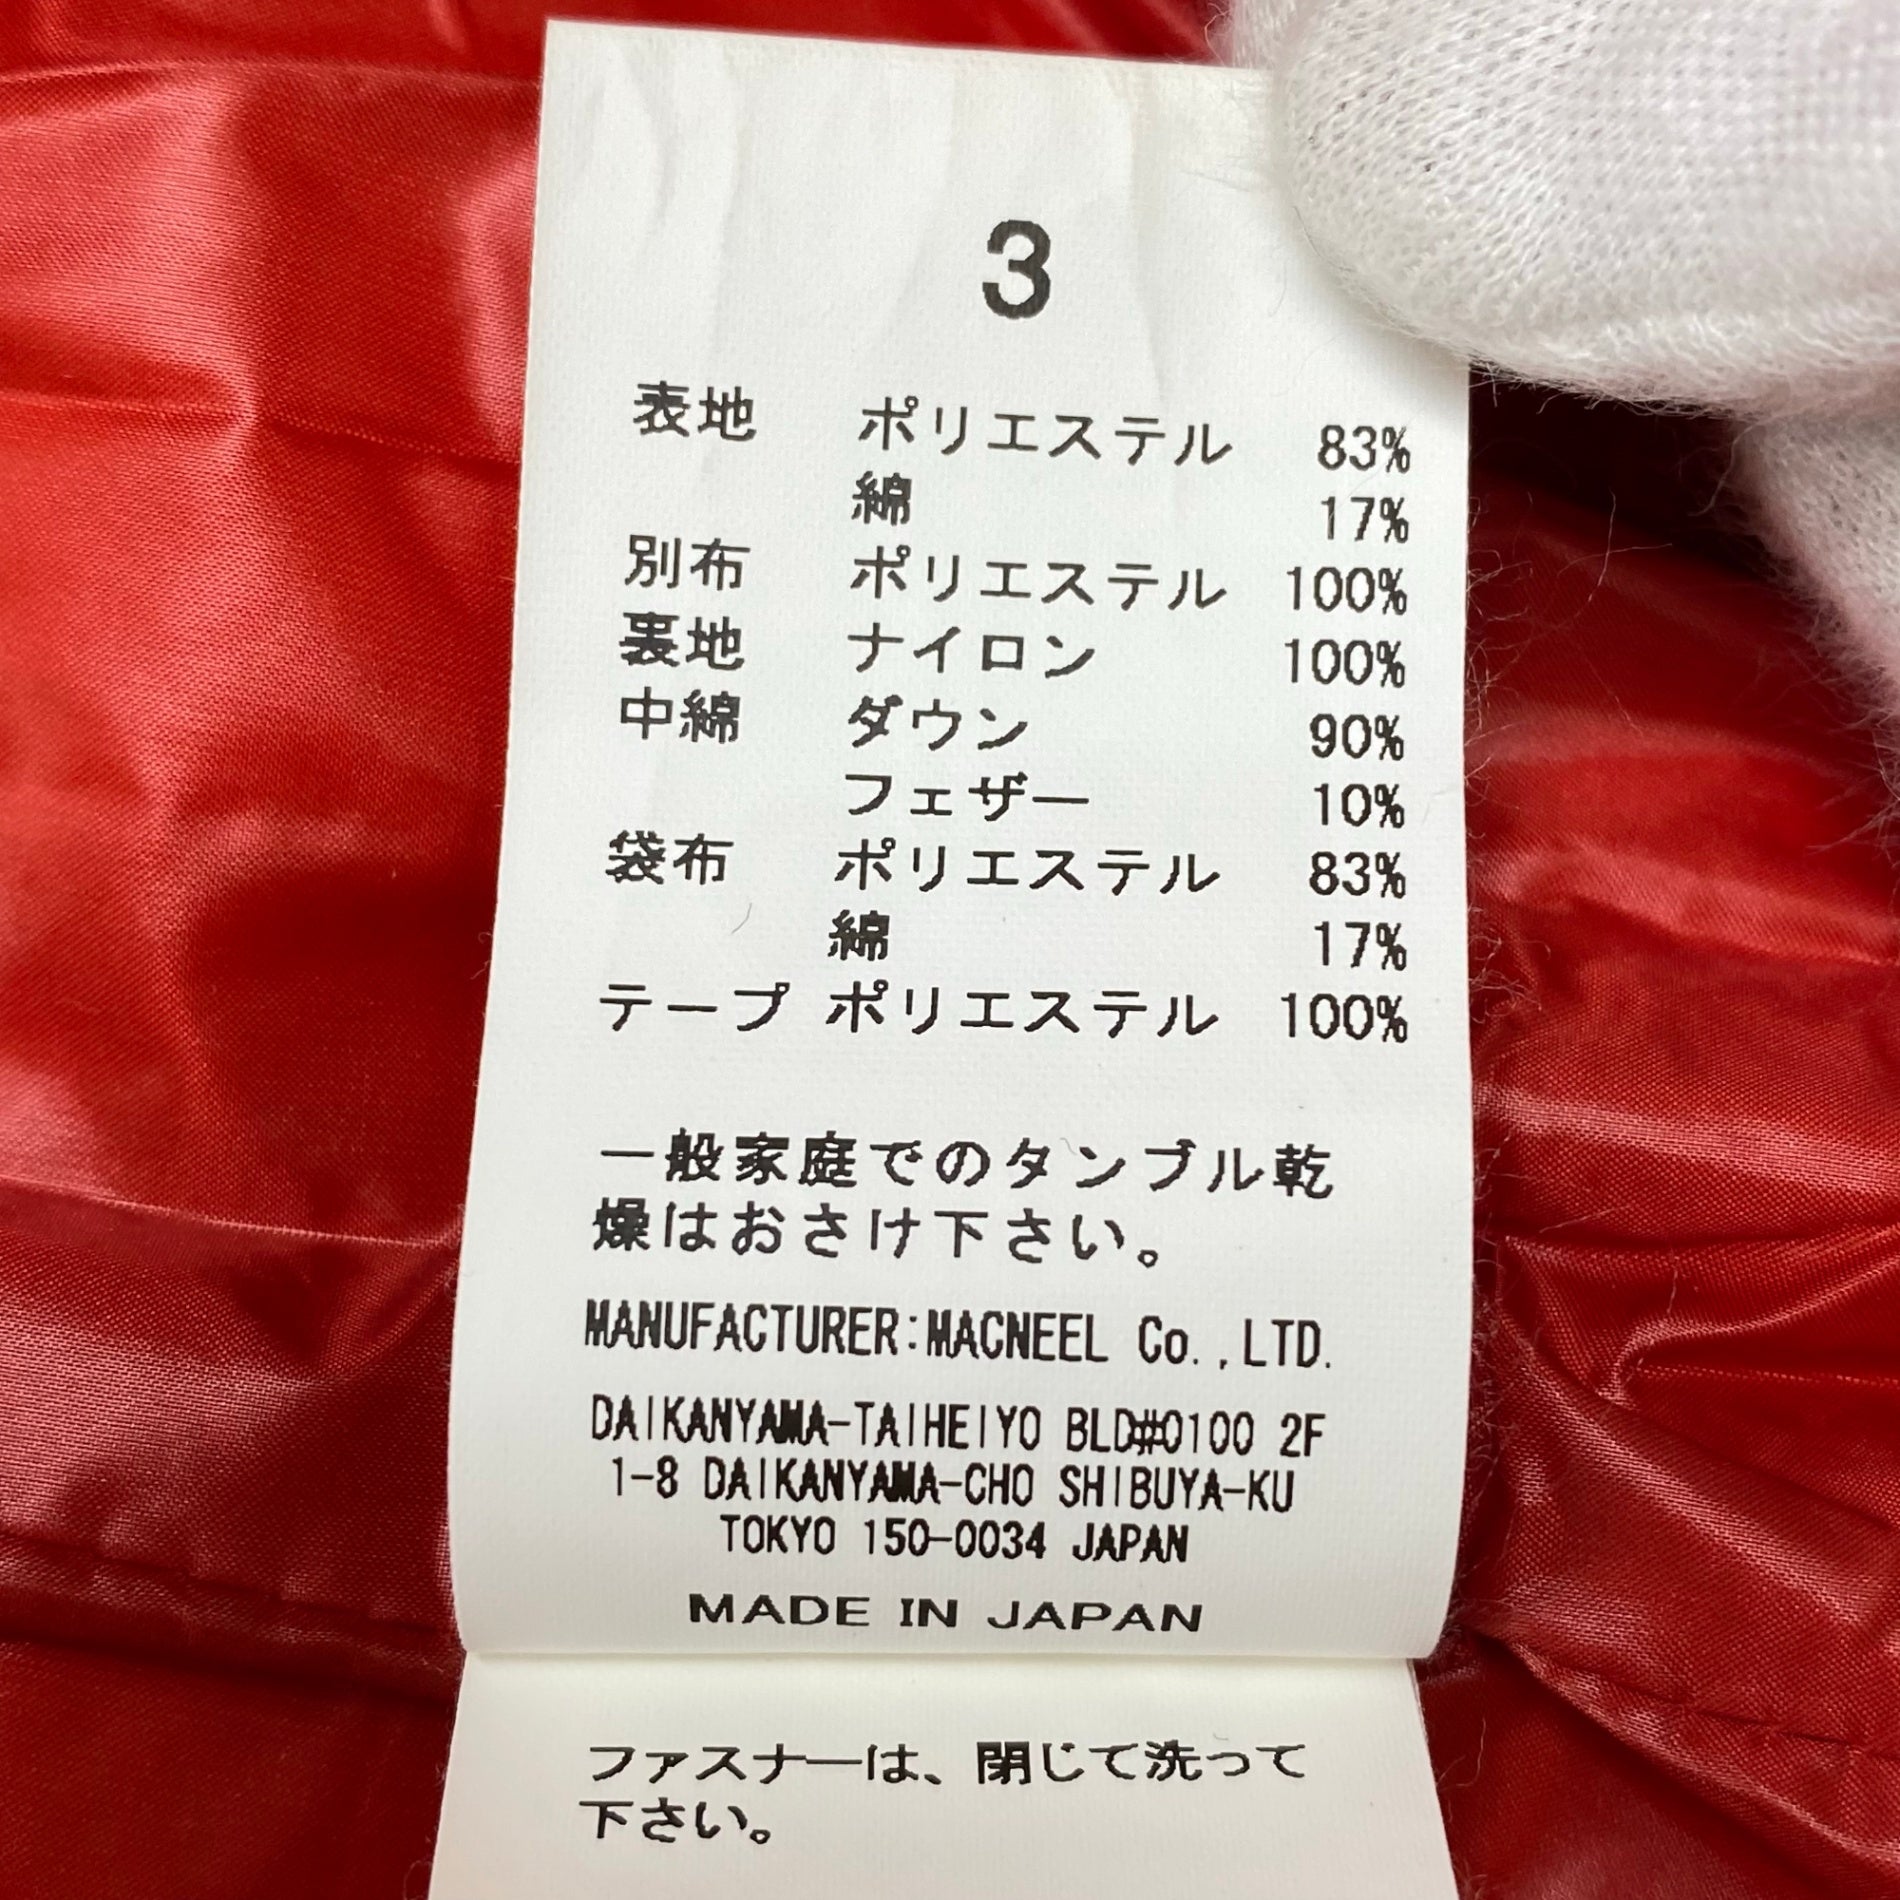 3
表地 ポリエステル 83%
綿 17%
別布 ポリエステル 100%
裏地 ナイロン 100%
中綿 ダウン 90%
フェザー 10%
袋布 ポリエステル 83%
綿 17%
テープ ポリエステル 100%
一般家庭でのタンブル乾
燥はおさけ下さい。
MANUFACTURER:MACNEEL Co.,LTD.
DAIKANYAMA-TAIHEIYO BLD#0100 2F
1-8 DAIKANYAMA-CHO SHIBUYA-KU
TOKYO 150-0034 JAPAN
MADE IN JAPAN
ファスナーは、閉じて洗って
下さい。